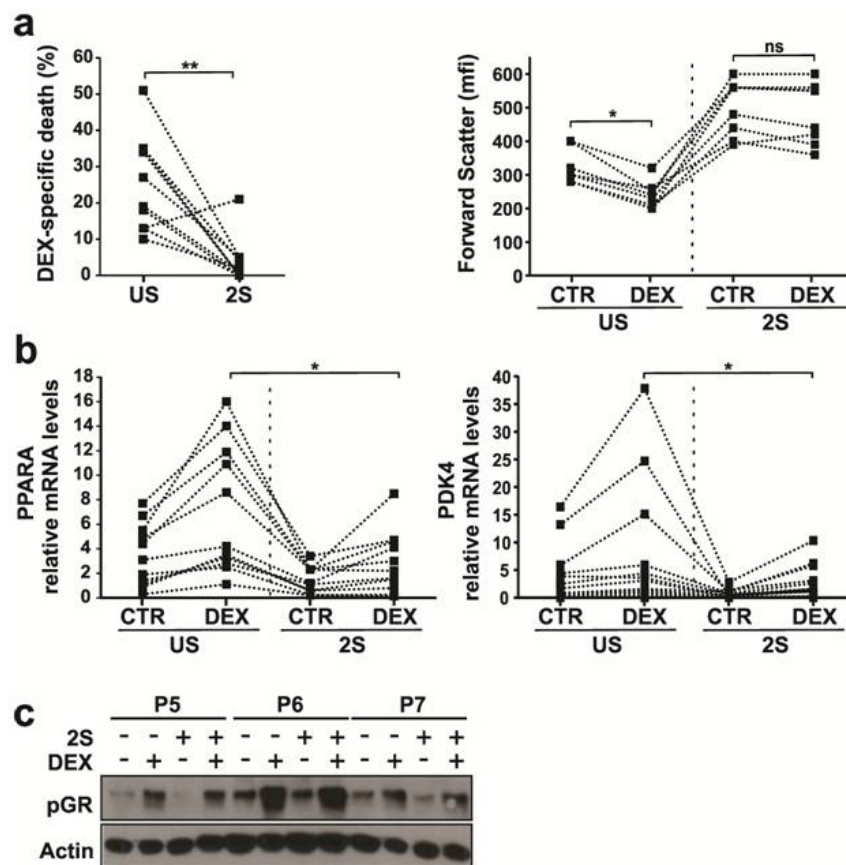 a
DEX-specific death (%)
60
50
40
30
20
10
0
**
US 2S
Forward Scatter (mfi)
600
500
400
300
200
100
0
*
ns
CTR DEX CTR DEX
US 2S
b
PPARA
relative mRNA levels
18
16
14
12
10
8
6
4
2
0
*
CTR DEX CTR DEX
US 2S
PDK4
relative mRNA levels
40
35
30
25
20
15
10
5
0
*
CTR DEX CTR DEX
US 2S
c
P5 P6 P7
2S - - + + - - + + - - + +
DEX - + - + - + - + - + - +
pGR
Actin